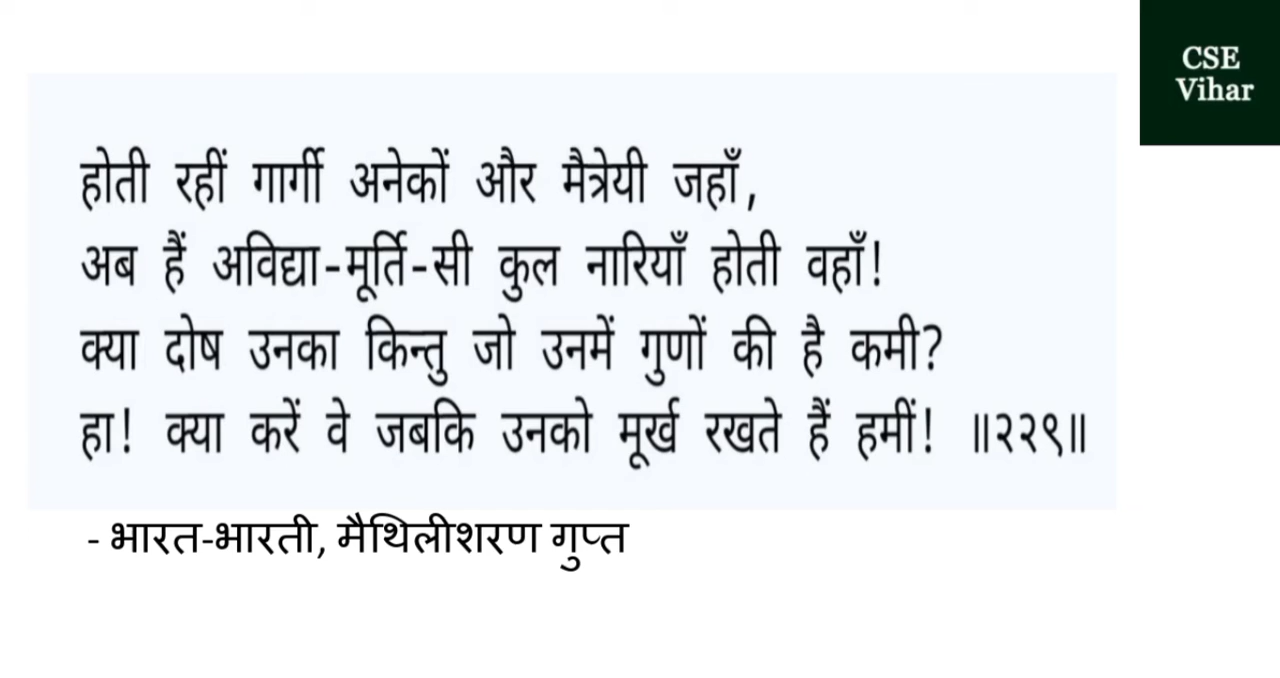 CSE
Vihar
होती रहीं गार्गी अनेकों और मैत्रेयी जहाँ,
अब हैं अविद्या-मूर्ति-सी कुल नारियाँ होती वहाँ!
क्या दोष उनका किन्तु जो उनमें गुणों की है कमी?
हा! क्या करें वे जबकि उनको मूर्ख रखते हैं हमीं! ॥२२९॥
- भारत-भारती, मैथिलीशरण गुप्त